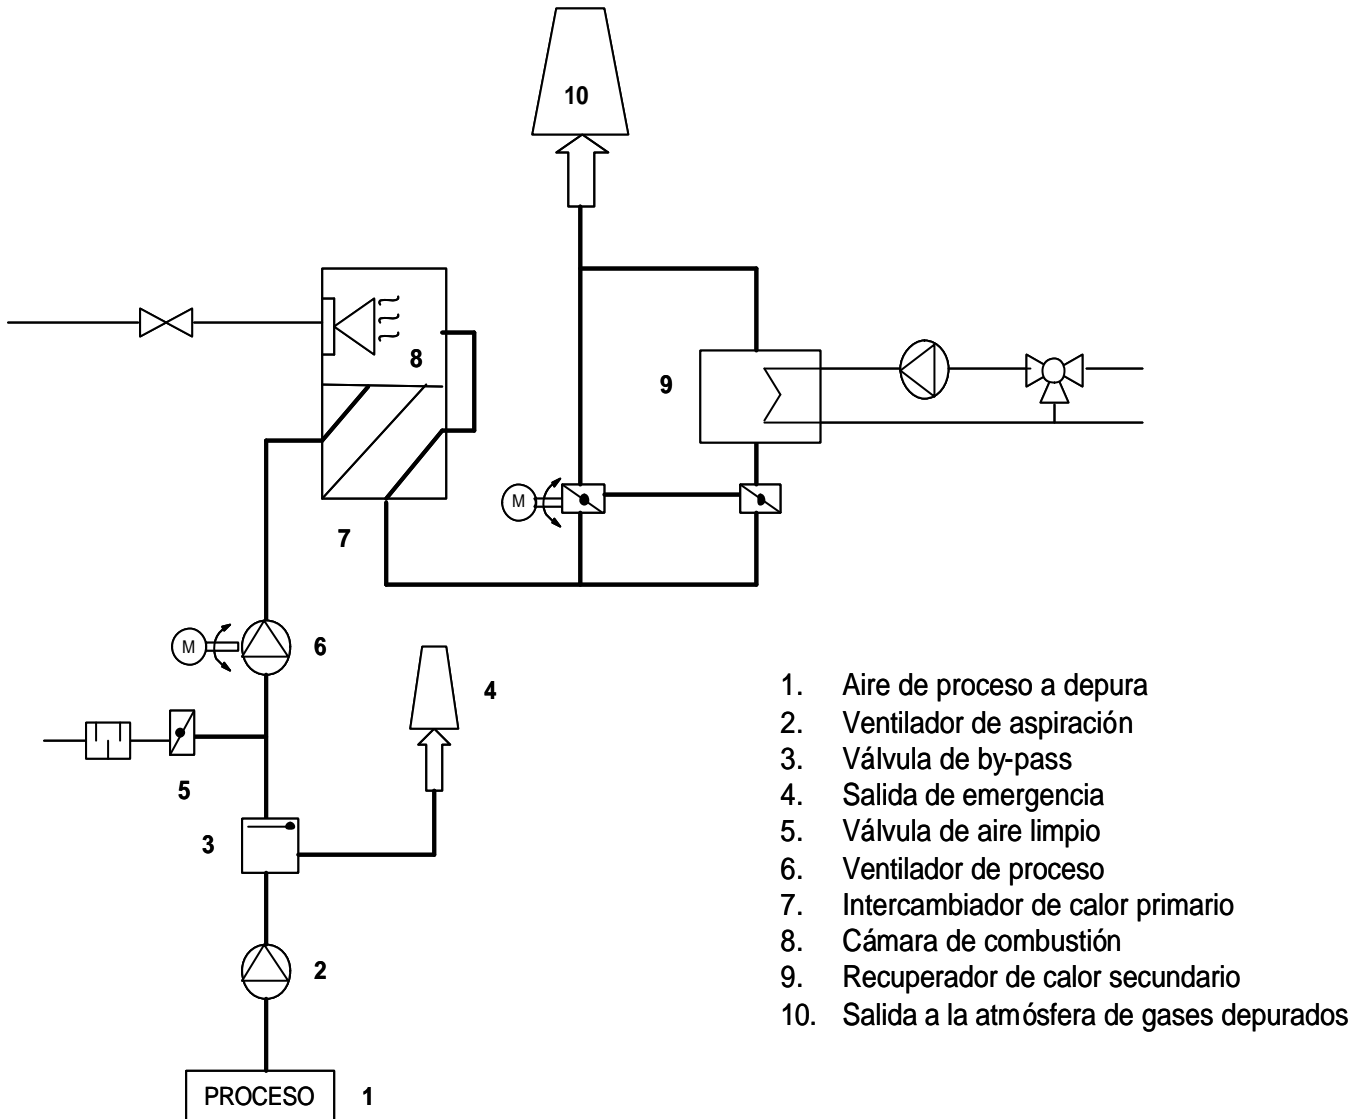 10
8
9
M
7
M
6
4
5
3
2
PROCESO 1
1. Aire de proceso a depura
2. Ventilador de aspiración
3. Válvula de by-pass
4. Salida de emergencia
5. Válvula de aire limpio
6. Ventilador de proceso
7. Intercambiador de calor primario
8. Cámara de combustión
9. Recuperador de calor secundario
10. Salida a la atmósfera de gases depurados